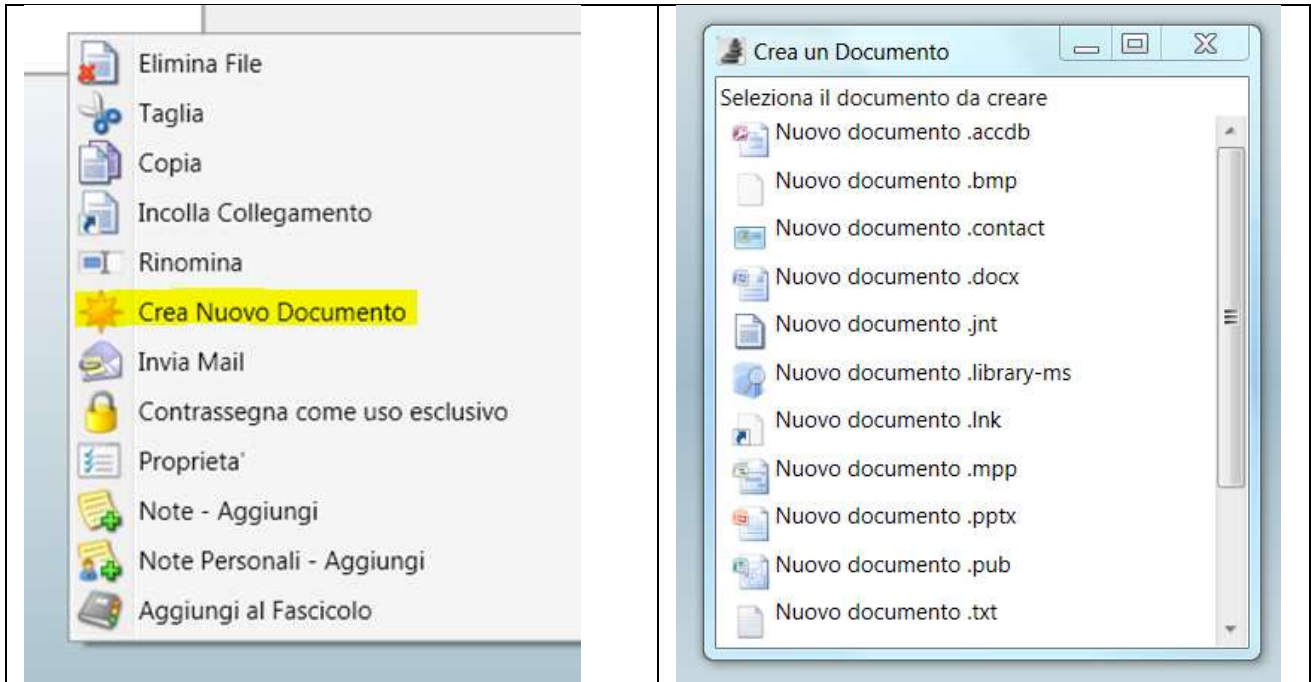 Elimina File
Taglia
Copia
Incolla Collegamento
Rinomina
Crea Nuovo Documento
Invia Mail
Contrassegna come uso esclusivo
Proprieta'
Note - Aggiungi
Note Personali - Aggiungi
Aggiungi al Fascicolo
Crea un Documento
Seleziona il documento da creare
Nuovo documento .accdb
Nuovo documento .bmp
Nuovo documento .contact
Nuovo documento .docx
Nuovo documento .jnt
Nuovo documento .library-ms
Nuovo documento .lnk
Nuovo documento .mpp
Nuovo documento .pptx
Nuovo documento .pub
Nuovo documento .txt